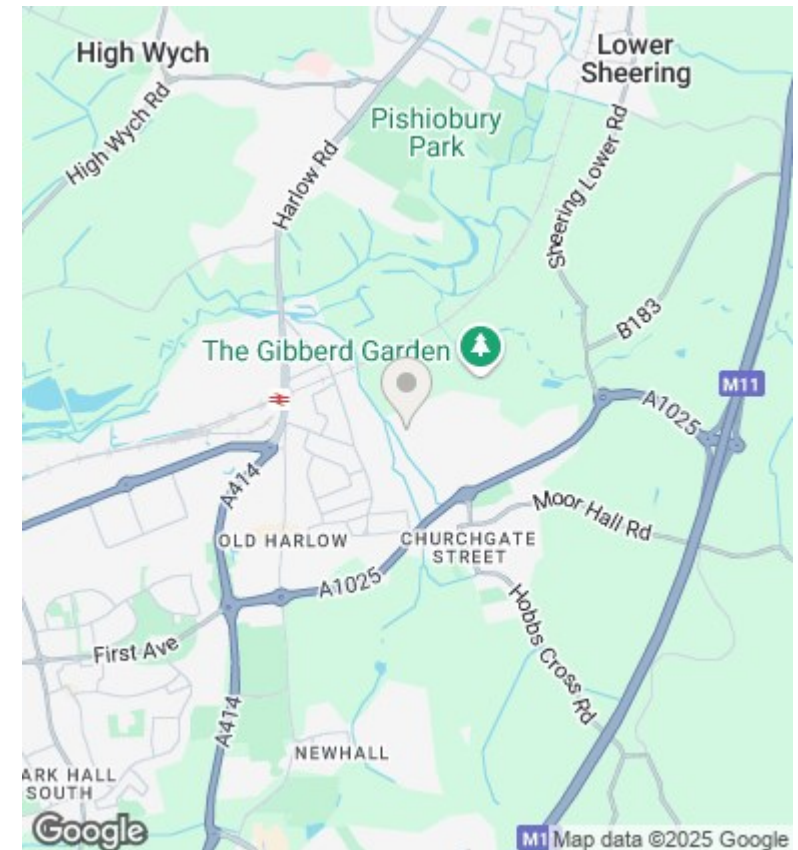 High Wych
Lower
Sheering
Pishiobury
Park
High Wych Rd
Harlow Rd
Sheering Lower Rd
B183
The Gibberd Garden
M11
A1025
A414
Moor Hall Rd
OLD HARLOW
CHURCHGATE
STREET
A1025
First Ave
Hobbs Cross Rd
A414
NEWHALL
ARK HALL
SOUTH
Google
M1
Map data ©2025 Google